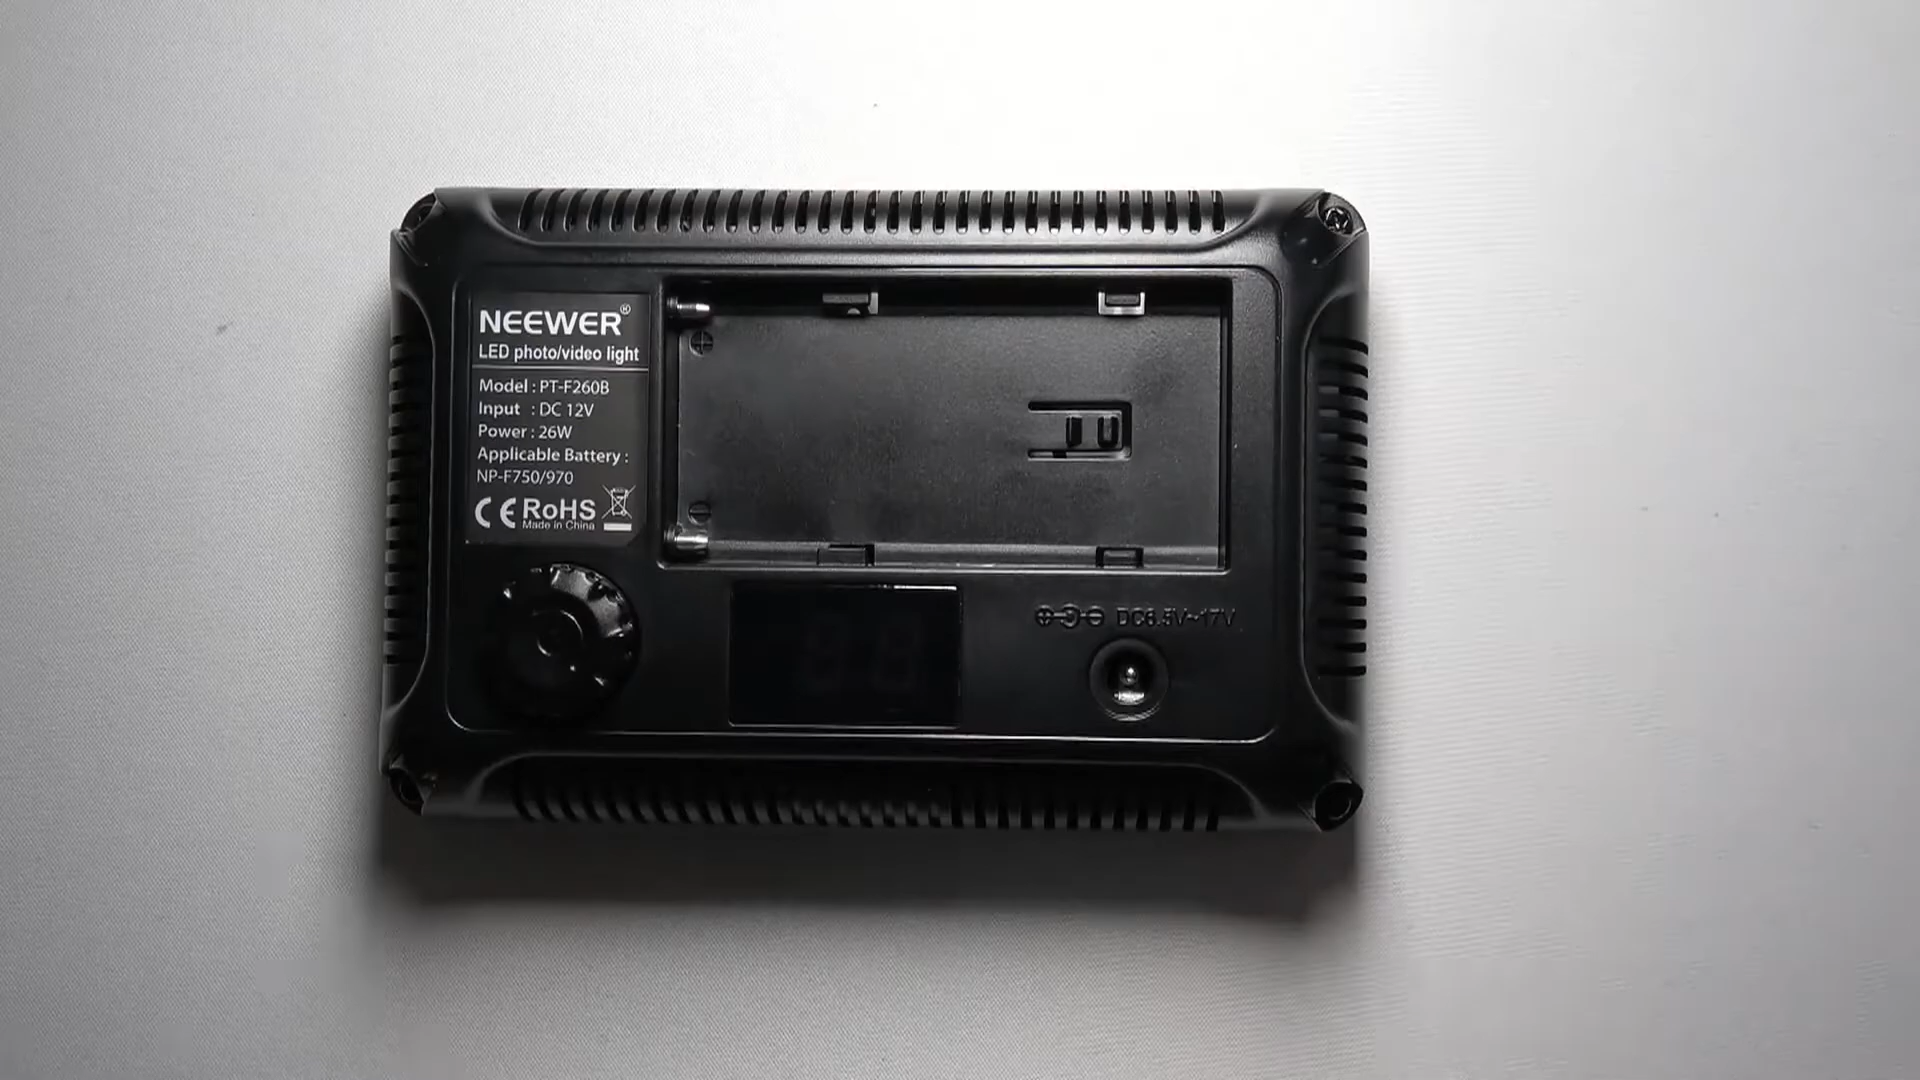 NEEWER®
LED photo/video light
Model : PT-F260B
Input : DC 12V
Power : 26W
Applicable Battery :
NP-F750/970
CE RoHS
Made in China
DC6.5V~17V